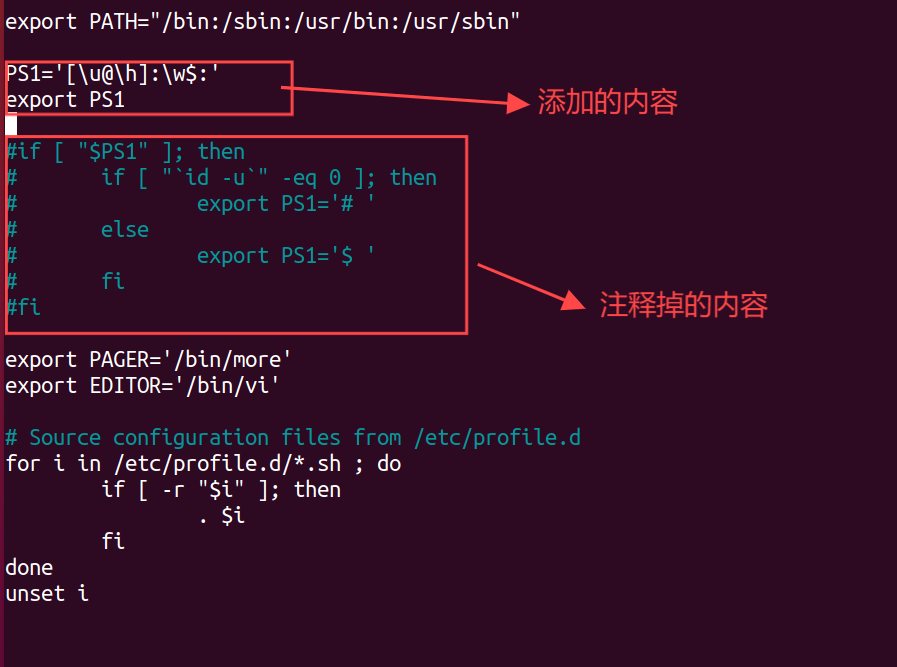 export PATH="/bin:/sbin:/usr/bin:/usr/sbin"
PS1='[\u@\h]:\w$:'
export PS1
添加的内容
#if [ "$PS1" ]; then
#       if [ "`id -u`" -eq 0 ]; then
#               export PS1='# '
#       else
#               export PS1='$ '
#       fi
#fi
注释掉的内容
export PAGER='/bin/more'
export EDITOR='/bin/vi'
# Source configuration files from /etc/profile.d
for i in /etc/profile.d/*.sh ; do
        if [ -r "$i" ]; then
                . $i
        fi
done
unset i